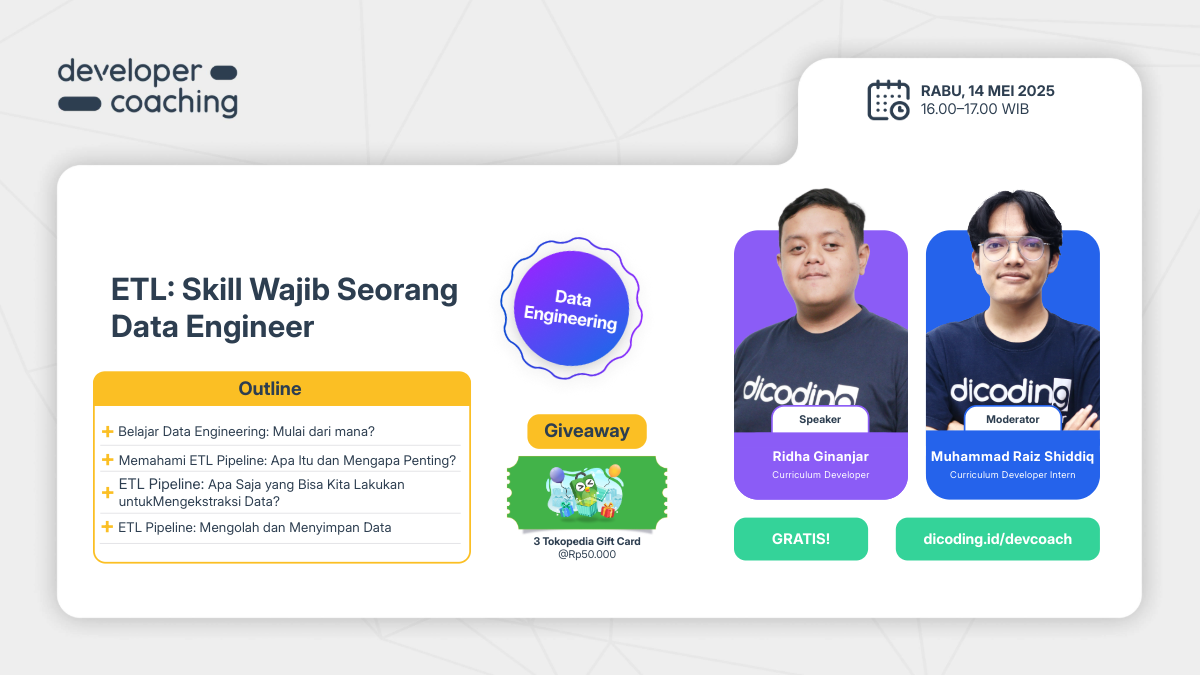 developer
coaching
RABU, 14 MEI 2025
16.00–17.00 WIB
ETL: Skill Wajib Seorang
Data Engineer
Data
Engineering
Outline
Belajar Data Engineering: Mulai dari mana?
Memahami ETL Pipeline: Apa Itu dan Mengapa Penting?
ETL Pipeline: Apa Saja yang Bisa Kita Lakukan
untukMengekstraksi Data?
ETL Pipeline: Mengolah dan Menyimpan Data
Giveaway
3 Tokopedia Gift Card
@Rp50.000
dicoding
Speaker
Ridha Ginanjar
Curriculum Developer
dicoding
Moderator
Muhammad Raiz Shiddiq
Curriculum Developer Intern
GRATIS!
dicoding.id/devcoach